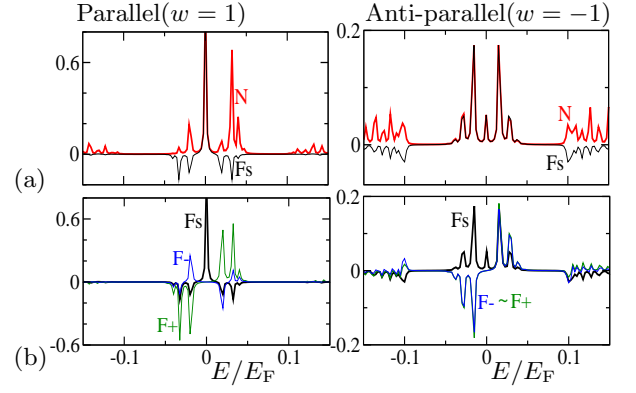 Parallel(w = 1)
Anti-parallel(w = −1)
0.6
0
N
Fs
0.2
0
N
Fs
(a)
0.6
0
-0.6
Fs
F-
F+
0.2
0
-0.2
Fs
F- ~F+
(b)
-0.1 0 0.1
-0.1 0 0.1
E/EF
E/EF